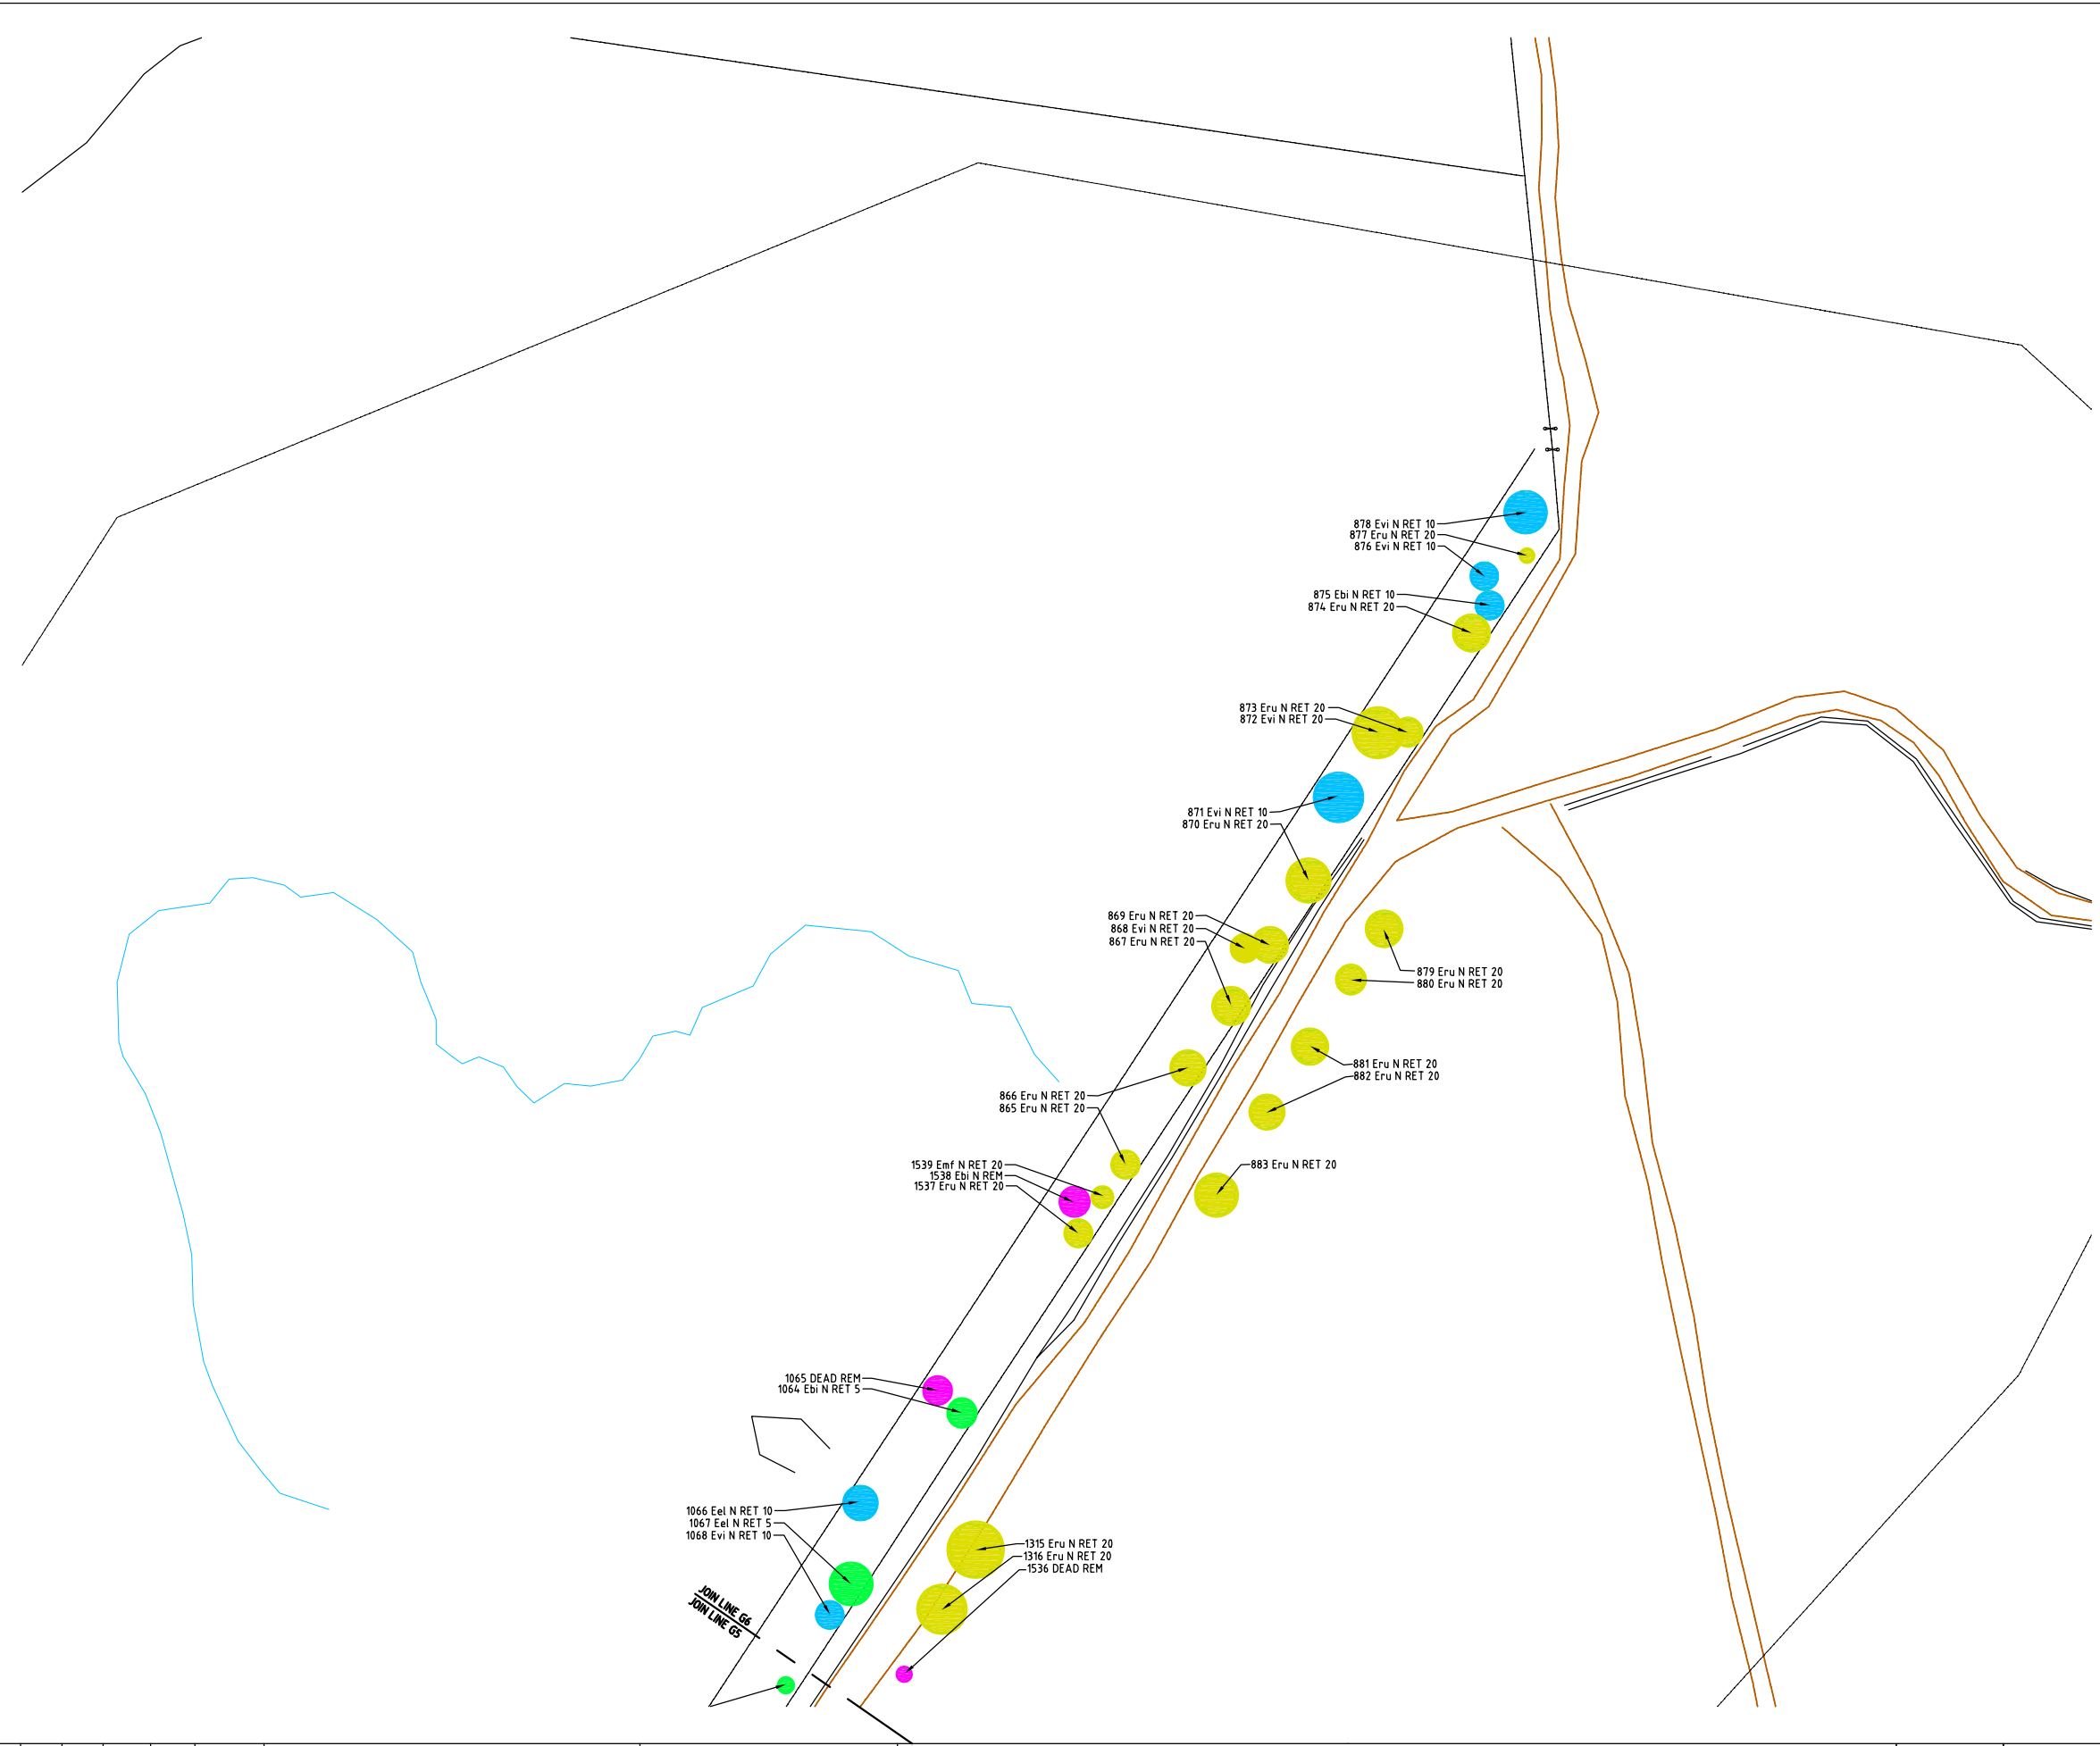 878 Evi N RET 10
877 Eru N RET 20
876 Evi N RET 10
875 Ebi N RET 10
874 Eru N RET 20
873 Eru N RET 20
872 Evi N RET 20
871 Evi N RET 10
870 Eru N RET 20
869 Eru N RET 20
868 Evi N RET 20
867 Eru N RET 20
879 Eru N RET 20
880 Eru N RET 20
881 Eru N RET 20
882 Eru N RET 20
866 Eru N RET 20
865 Eru N RET 20
883 Eru N RET 20
1539 Emf N RET 20
1538 Ebi N REM
1537 Eru N RET 20
1065 DEAD REM
1064 Ebi N RET 5
1066 Eel N RET 10
1067 Eel N RET 5
1068 Evi N RET 10
1315 Eru N RET 20
1316 Eru N RET 20
1536 DEAD REM
JOIN LINE G6
JOIN LINE G5